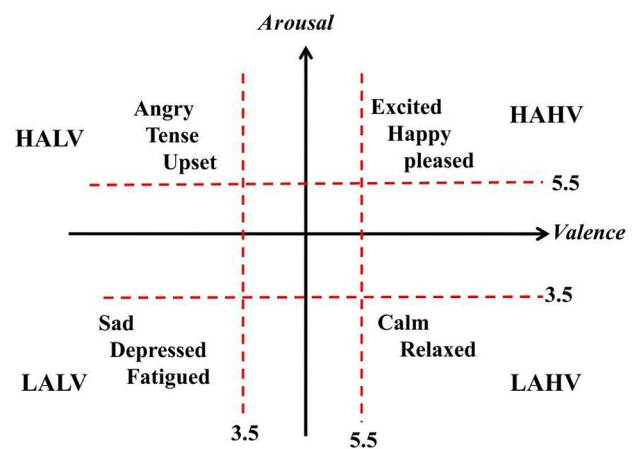 Arousal
Angry
Tense
Upset
HALV
Excited
Happy
pleased
HAHV
5.5
Valence
3.5
Sad
Depressed
Fatigued
LALV
Calm
Relaxed
LAHV
3.5
5.5